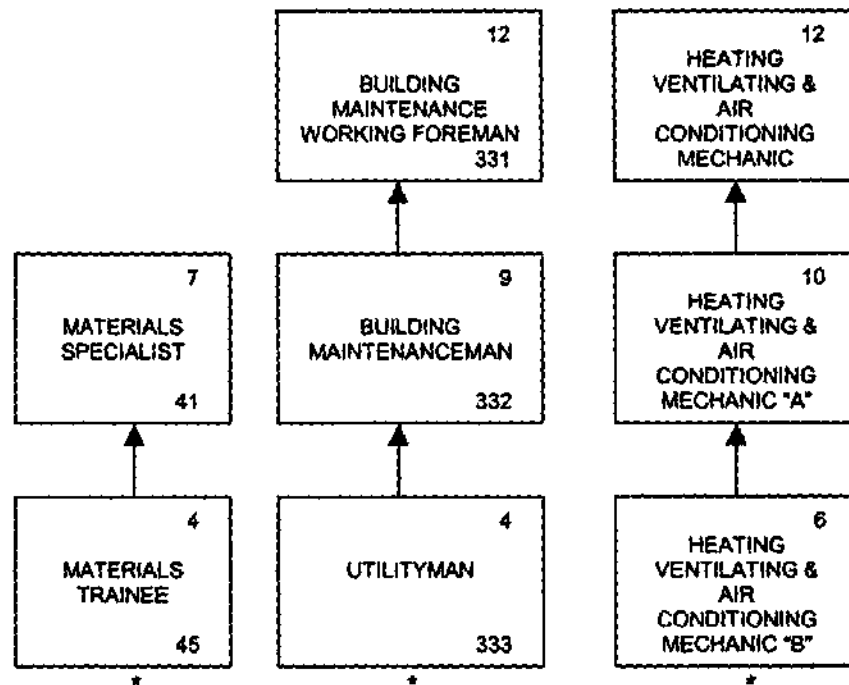 12
BUILDING
MAINTENANCE
WORKING FOREMAN
331
12
HEATING
VENTILATING &
AIR
CONDITIONING
MECHANIC
7
MATERIALS
SPECIALIST
41
9
BUILDING
MAINTENANCEMAN
332
10
HEATING
VENTILATING &
AIR
CONDITIONING
MECHANIC "A"
4
MATERIALS
TRAINEE
45
*
4
UTILITYMAN
333
*
6
HEATING
VENTILATING &
AIR
CONDITIONING
MECHANIC "B"
*